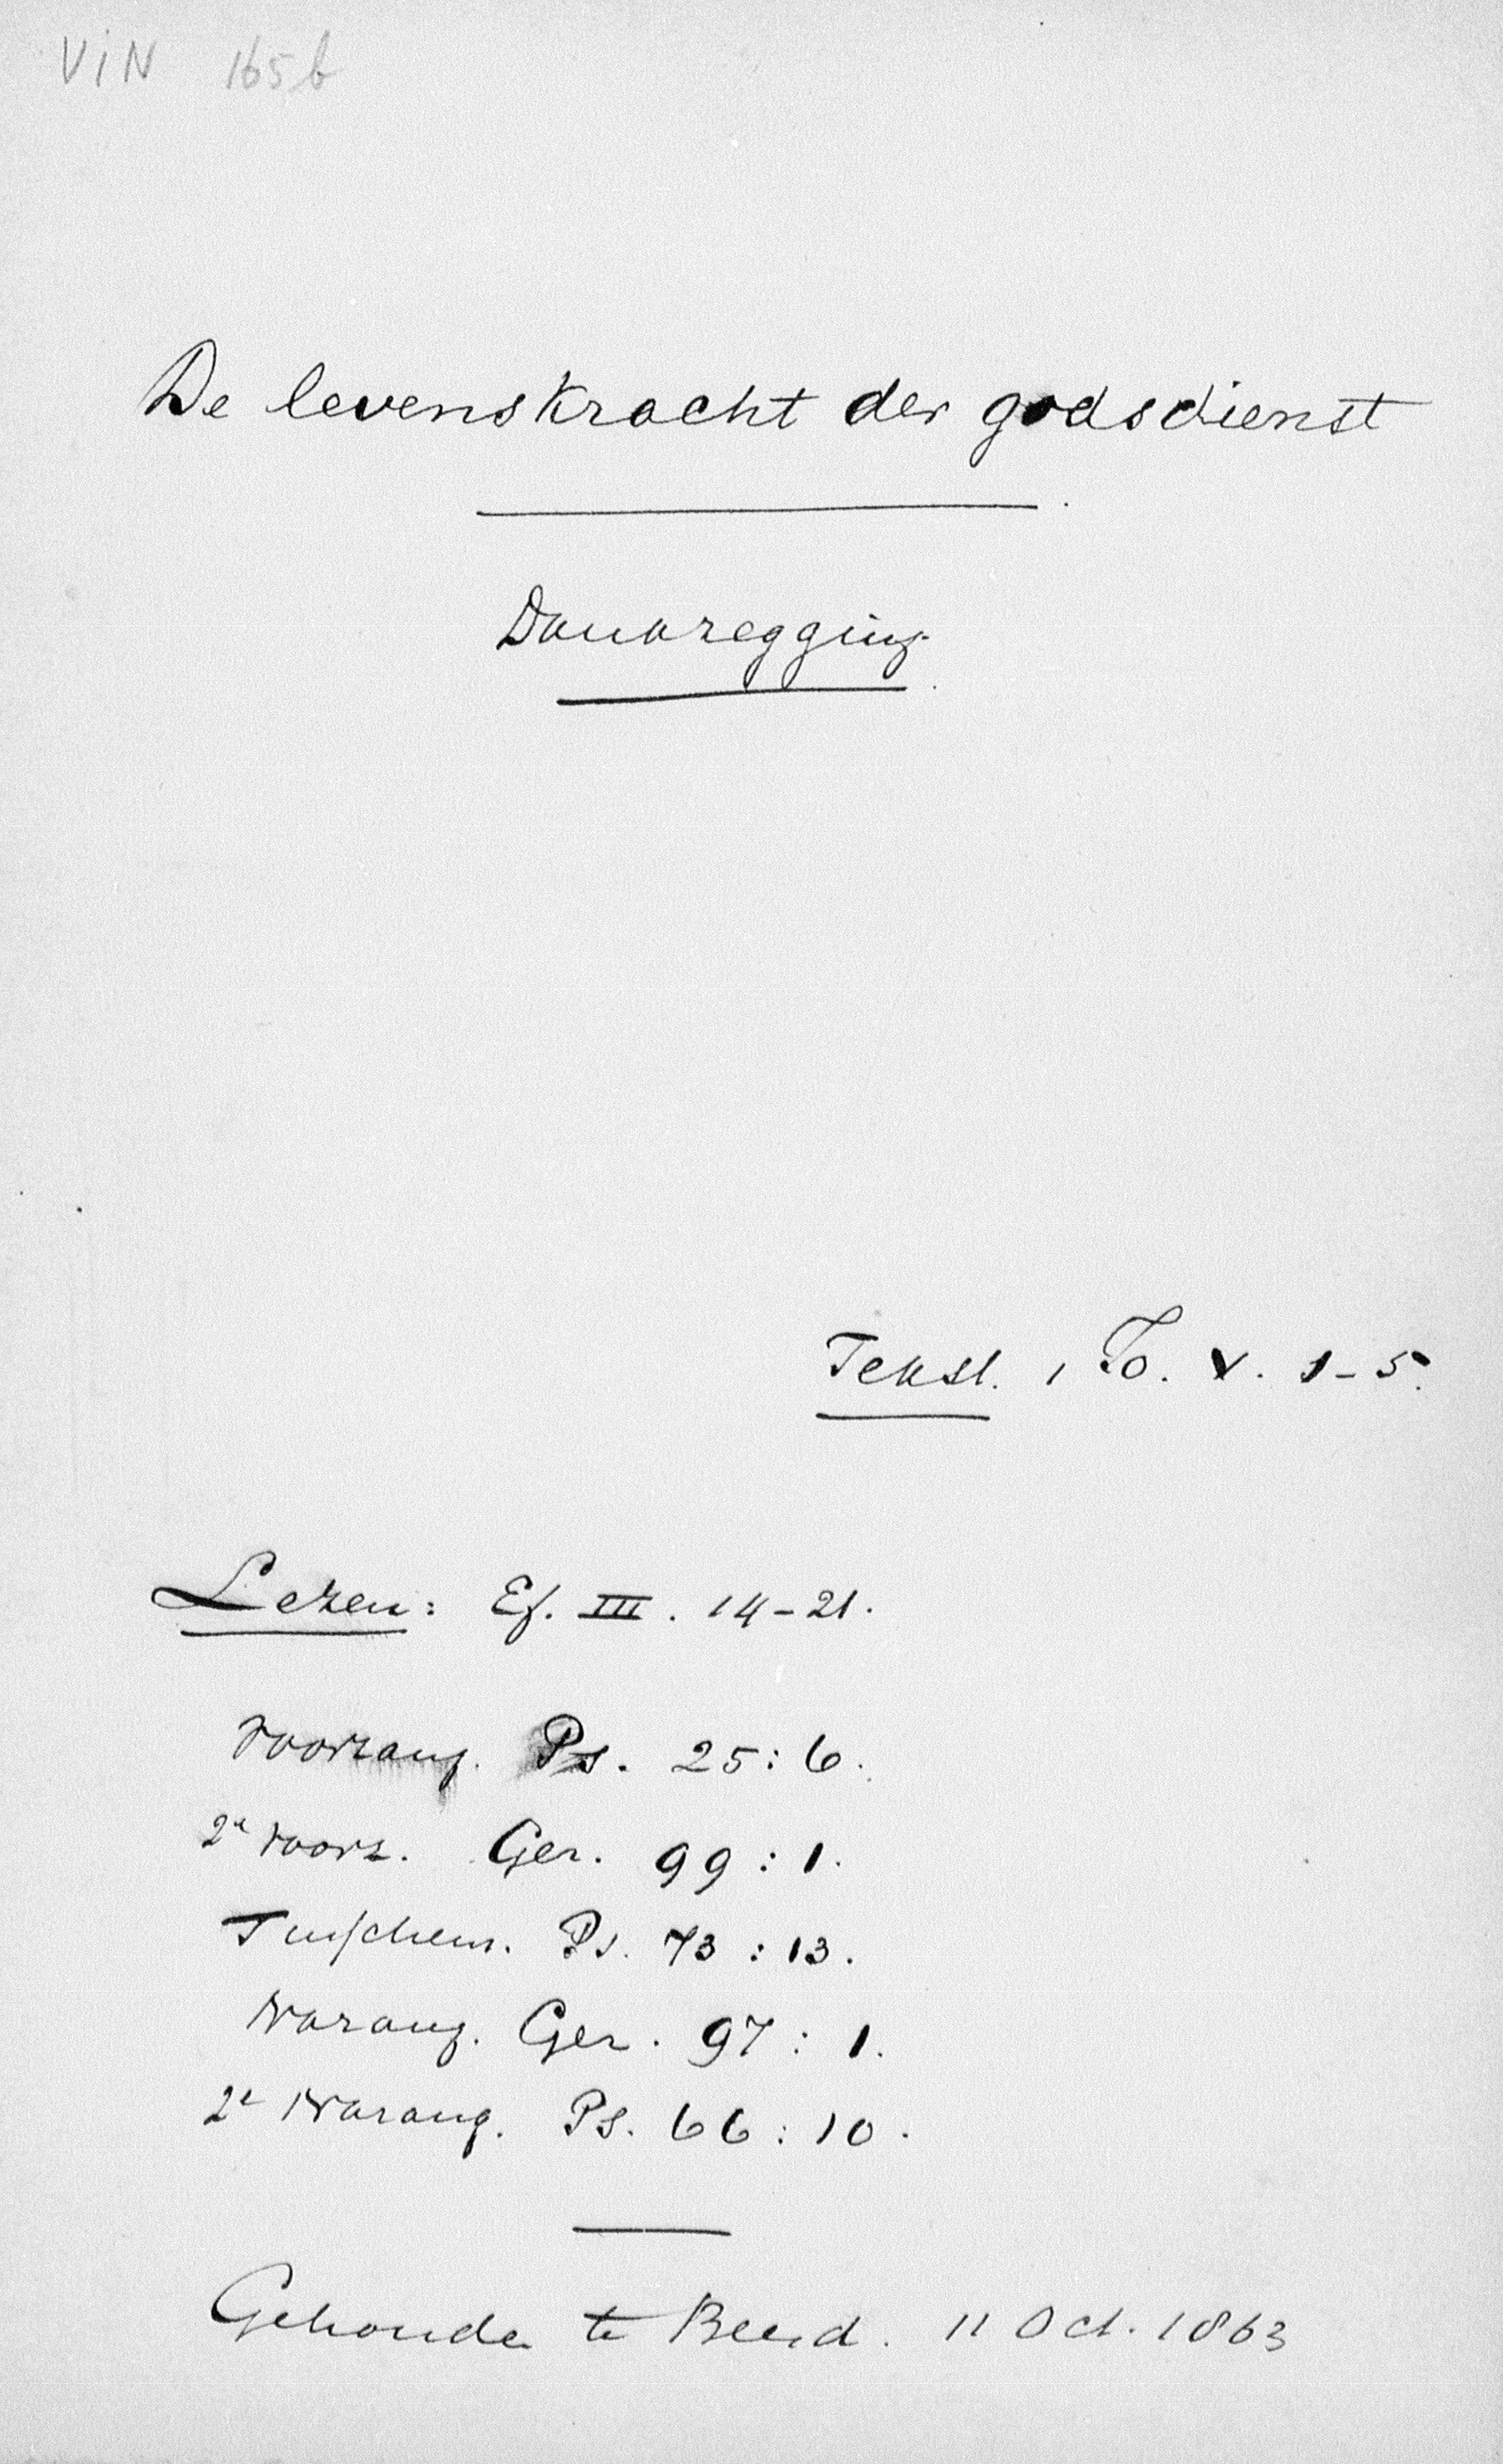 ViN 165b
De levenskracht der godsdienst
Dankzegging.
Tekst. 1 Jo. V. 1-5.
Lezen: Ef. III. 14-21.
Voorzang. Ps. 25:6.
2e Voorz. Gez. 99:1.
Tusschenz. Ps. 73:13.
Nazang. Gez. 97:1.
2e Nazang. Ps. 66:10.
Gehouden te Beesd. 11 Oct. 1863